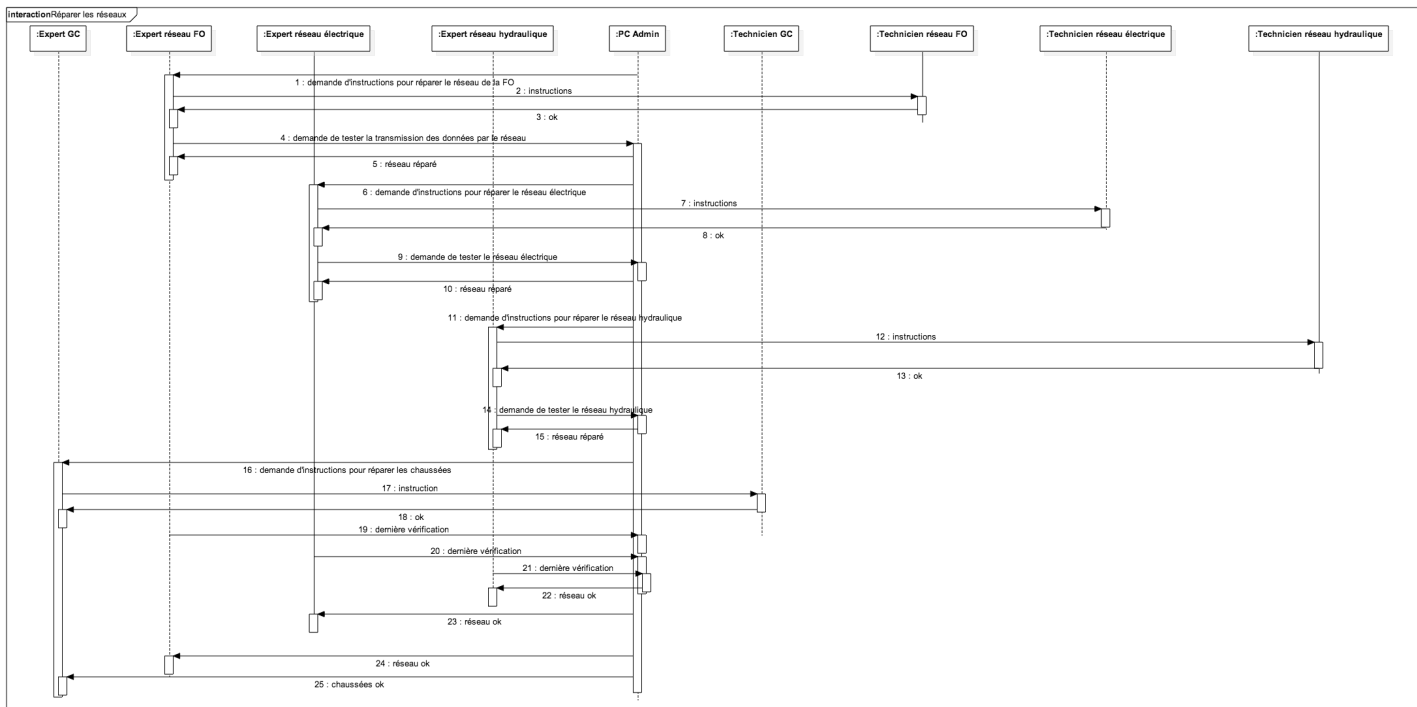 interactionRéparer les réseaux
:Expert GC
:Expert réseau FO
:Expert réseau électrique
:Expert réseau hydraulique
:PC Admin
:Technicien GC
:Technicien réseau FO
:Technicien réseau électrique
:Technicien réseau hydraulique
1 : demande d'instructions pour réparer le réseau de la FO
2 : instructions
3 : ok
4 : demande de tester la transmission des données par le réseau
5 : réseau réparé
6 : demande d'instructions pour réparer le réseau électrique
7 : instructions
8 : ok
9 : demande de tester le réseau électrique
10 : réseau réparé
11 : demande d'instructions pour réparer le réseau hydraulique
12 : instructions
13 : ok
14 : demande de tester le réseau hydraulique
15 : réseau réparé
16 : demande d'instructions pour réparer les chaussées
17 : instruction
18 : ok
19 : dernière vérification
20 : dernière vérification
21 : dernière vérification
22 : réseau ok
23 : réseau ok
24 : réseau ok
25 : chaussées ok